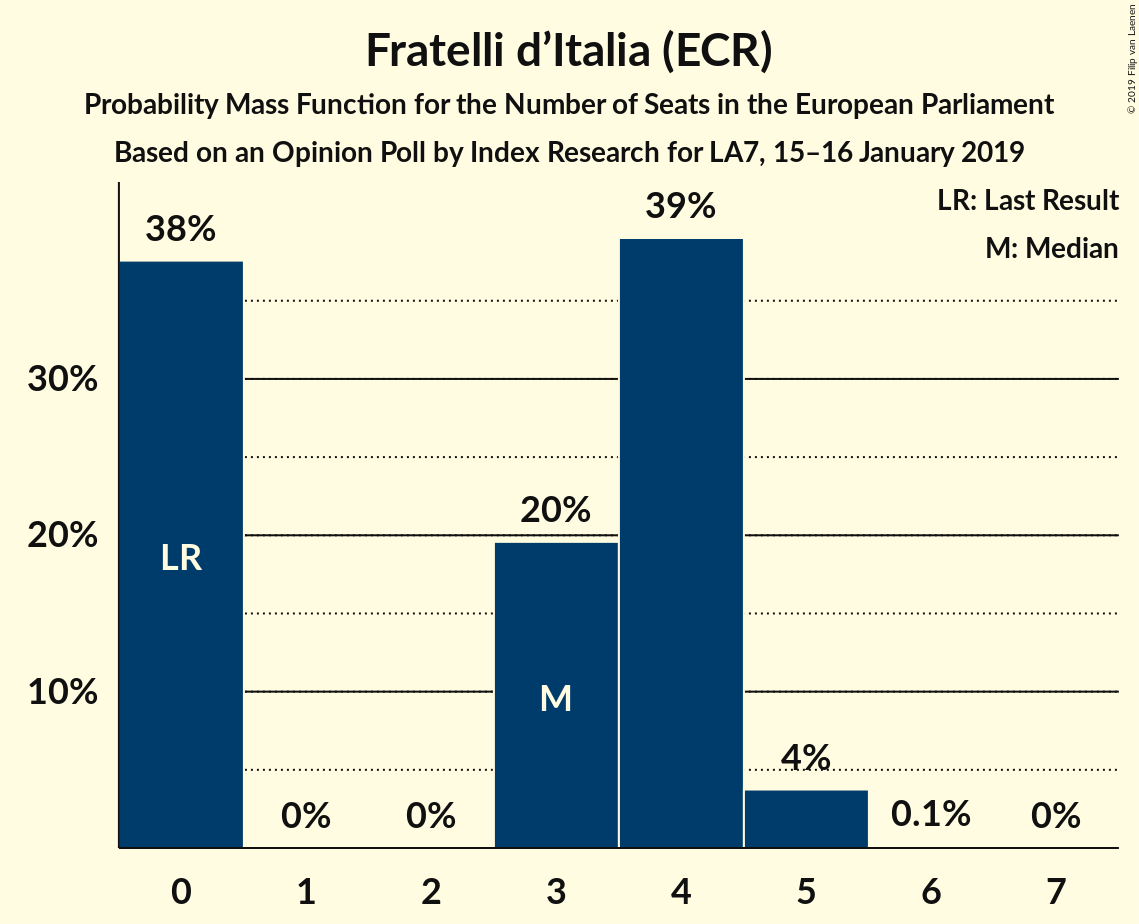 Fratelli d’Italia (ECR)
Probability Mass Function for the Number of Seats in the European Parliament
Based on an Opinion Poll by Index Research for LA7, 15–16 January 2019
© 2019 Filip van Laenen
LR: Last Result
M: Median
38%
39%
30%
20%
20%
LR
10%
M
4%
0%
0%
0.1%
0%
0 1 2 3 4 5 6 7